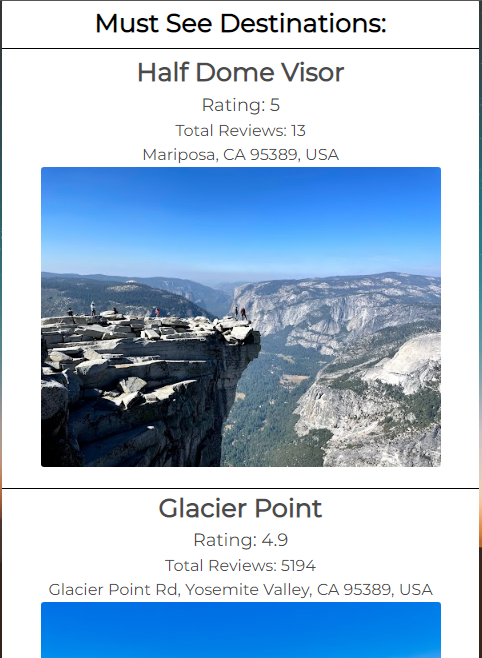 Must See Destinations:
Half Dome Visor
Rating: 5
Total Reviews: 13
Mariposa, CA 95389, USA
Glacier Point
Rating: 4.9
Total Reviews: 5194
Glacier Point Rd, Yosemite Valley, CA 95389, USA